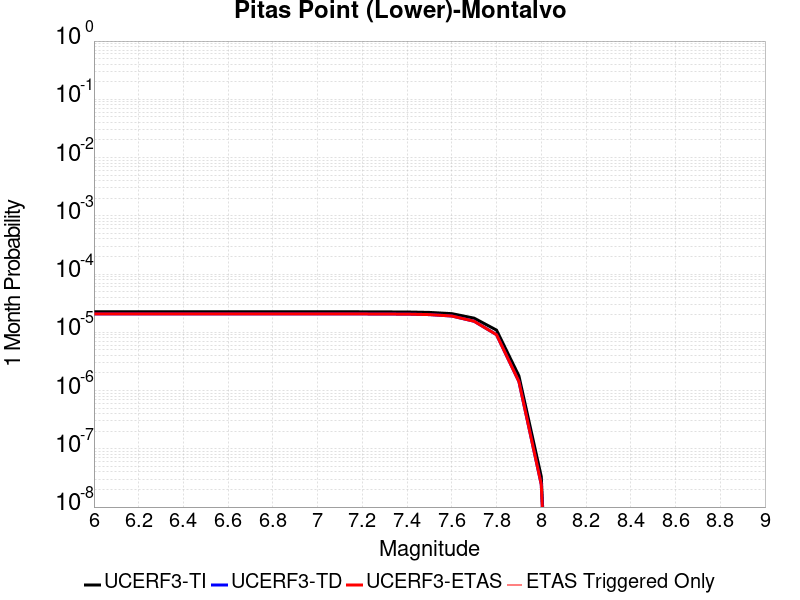 Pitas Point (Lower)-Montalvo
10^0
10^-1
10^-2
10^-3
10^-4
10^-5
10^-6
10^-7
10^-8
1 Month Probability
6 6.2 6.4 6.6 6.8 7 7.2 7.4 7.6 7.8 8 8.2 8.4 8.6 8.8 9
Magnitude
UCERF3-TI UCERF3-TD UCERF3-ETAS ETAS Triggered Only